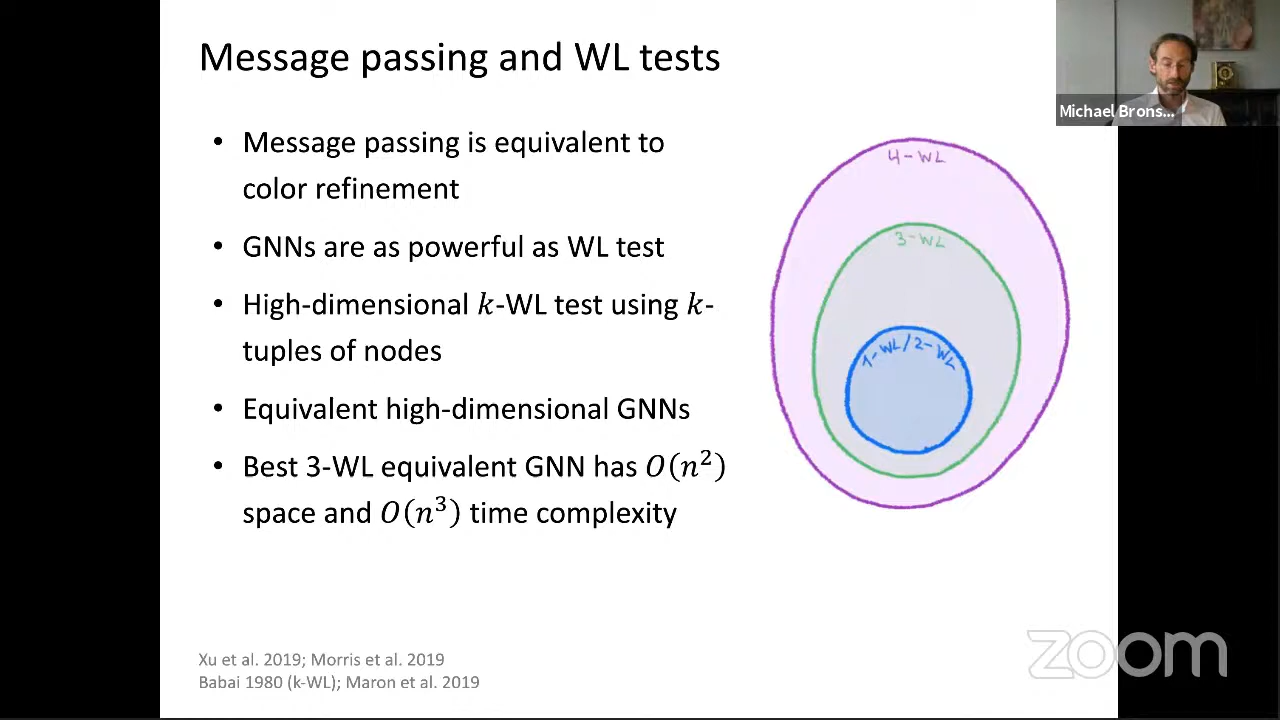 Message passing and WL tests
Michael Brons...
• Message passing is equivalent to
color refinement
• GNNs are as powerful as WL test
• High-dimensional 𝑘-WL test using 𝑘-
tuples of nodes
• Equivalent high-dimensional GNNs
• Best 3-WL equivalent GNN has 𝑂(𝑛²)
space and 𝑂(𝑛³) time complexity
4-WL
3-WL
1-WL/2-WL
Xu et al. 2019; Morris et al. 2019
Babai 1980 (k-WL); Maron et al. 2019
zoom